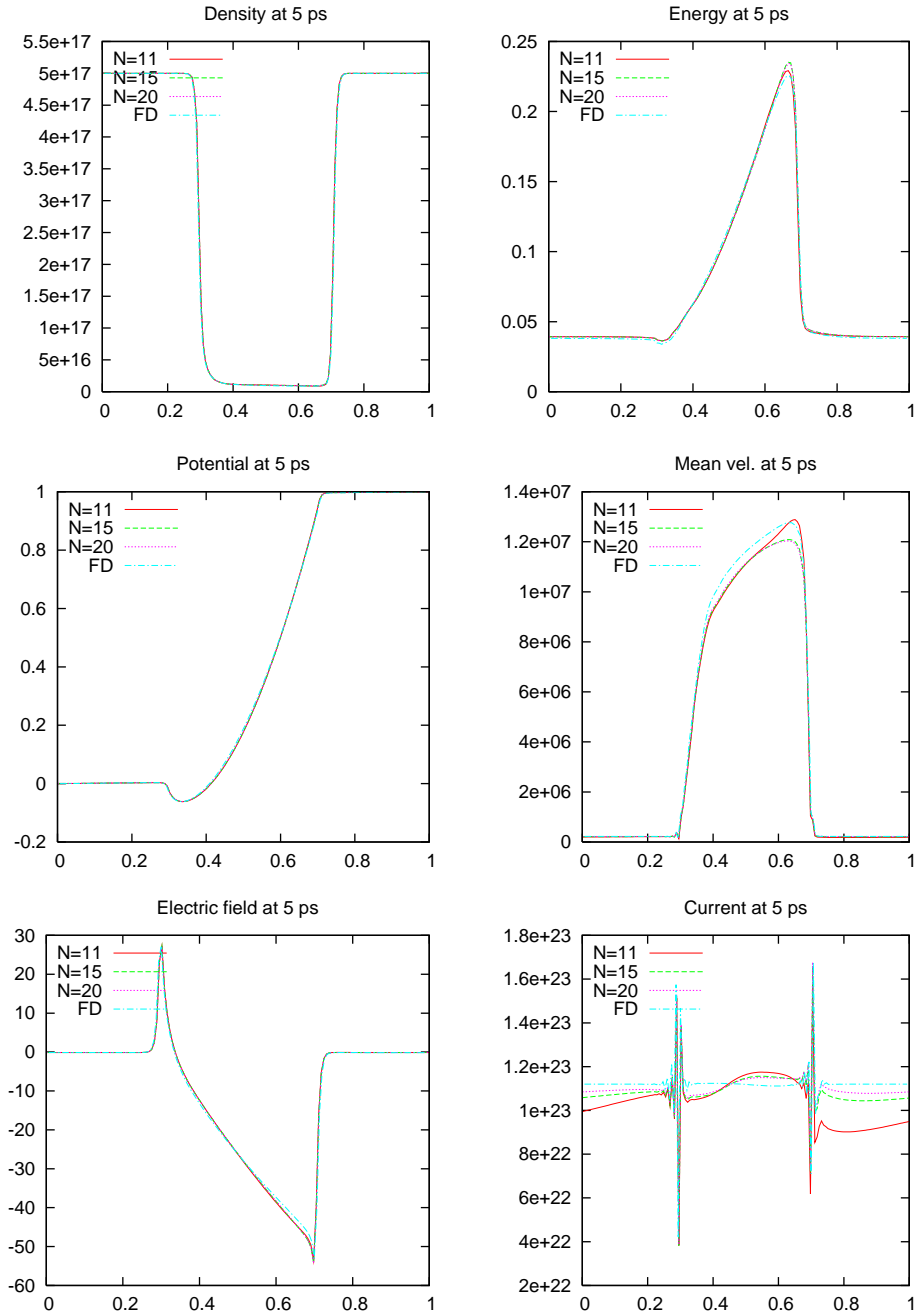 Density at 5 ps
5.5e+17
5e+17
4.5e+17
4e+17
3.5e+17
3e+17
2.5e+17
2e+17
1.5e+17
1e+17
5e+16
0
N=11
N=15
N=20
FD
0 0.2 0.4 0.6 0.8 1
Energy at 5 ps
0.25
0.2
0.15
0.1
0.05
0
N=11
N=15
N=20
FD
0 0.2 0.4 0.6 0.8 1
Potential at 5 ps
1
0.8
0.6
0.4
0.2
0
-0.2
N=11
N=15
N=20
FD
0 0.2 0.4 0.6 0.8 1
Mean vel. at 5 ps
1.4e+07
1.2e+07
1e+07
8e+06
6e+06
4e+06
2e+06
0
N=11
N=15
N=20
FD
0 0.2 0.4 0.6 0.8 1
Electric field at 5 ps
30
20
10
0
-10
-20
-30
-40
-50
-60
N=11
N=15
N=20
FD
0 0.2 0.4 0.6 0.8 1
Current at 5 ps
1.8e+23
1.6e+23
1.4e+23
1.2e+23
1e+23
8e+22
6e+22
4e+22
2e+22
N=11
N=15
N=20
FD
0 0.2 0.4 0.6 0.8 1